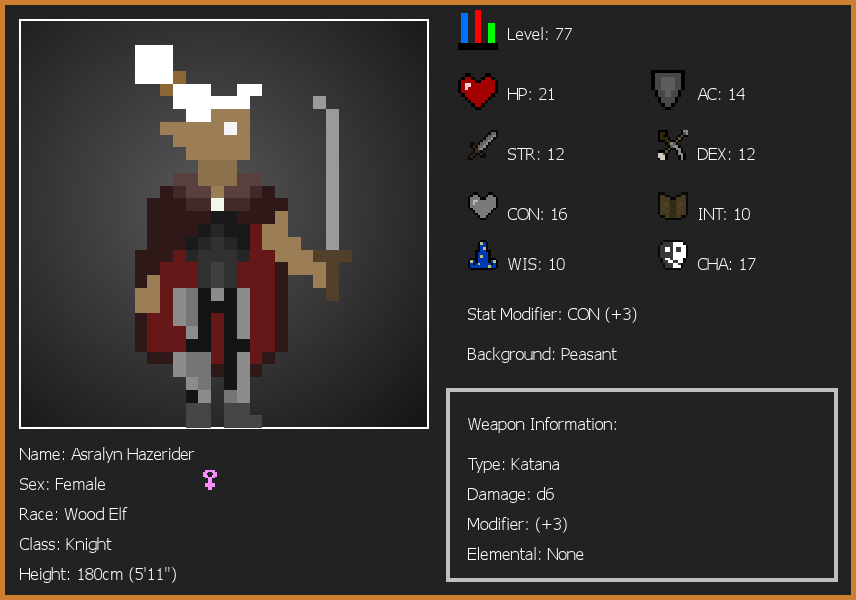 Level: 77
HP: 21
AC: 14
STR: 12
DEX: 12
CON: 16
INT: 10
WIS: 10
CHA: 17
Stat Modifier: CON (+3)
Background: Peasant
Weapon Information:
Type: Katana
Damage: d6
Modifier: (+3)
Elemental: None
Name: Asralyn Hazerider
Sex: Female
Race: Wood Elf
Class: Knight
Height: 180cm (5'11")